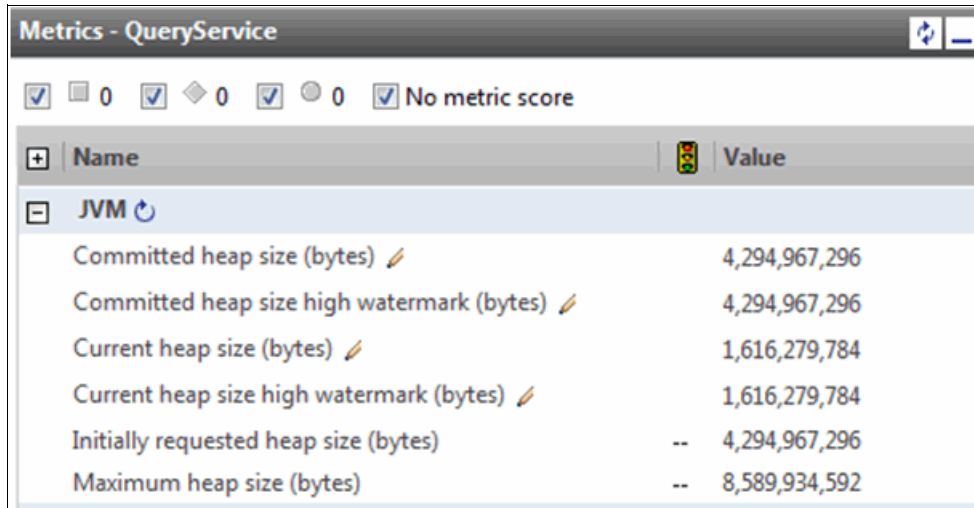 Metrics - QueryService
0 0 0 No metric score
Name Value
JVM
Committed heap size (bytes) 4,294,967,296
Committed heap size high watermark (bytes) 4,294,967,296
Current heap size (bytes) 1,616,279,784
Current heap size high watermark (bytes) 1,616,279,784
Initially requested heap size (bytes) -- 4,294,967,296
Maximum heap size (bytes) -- 8,589,934,592